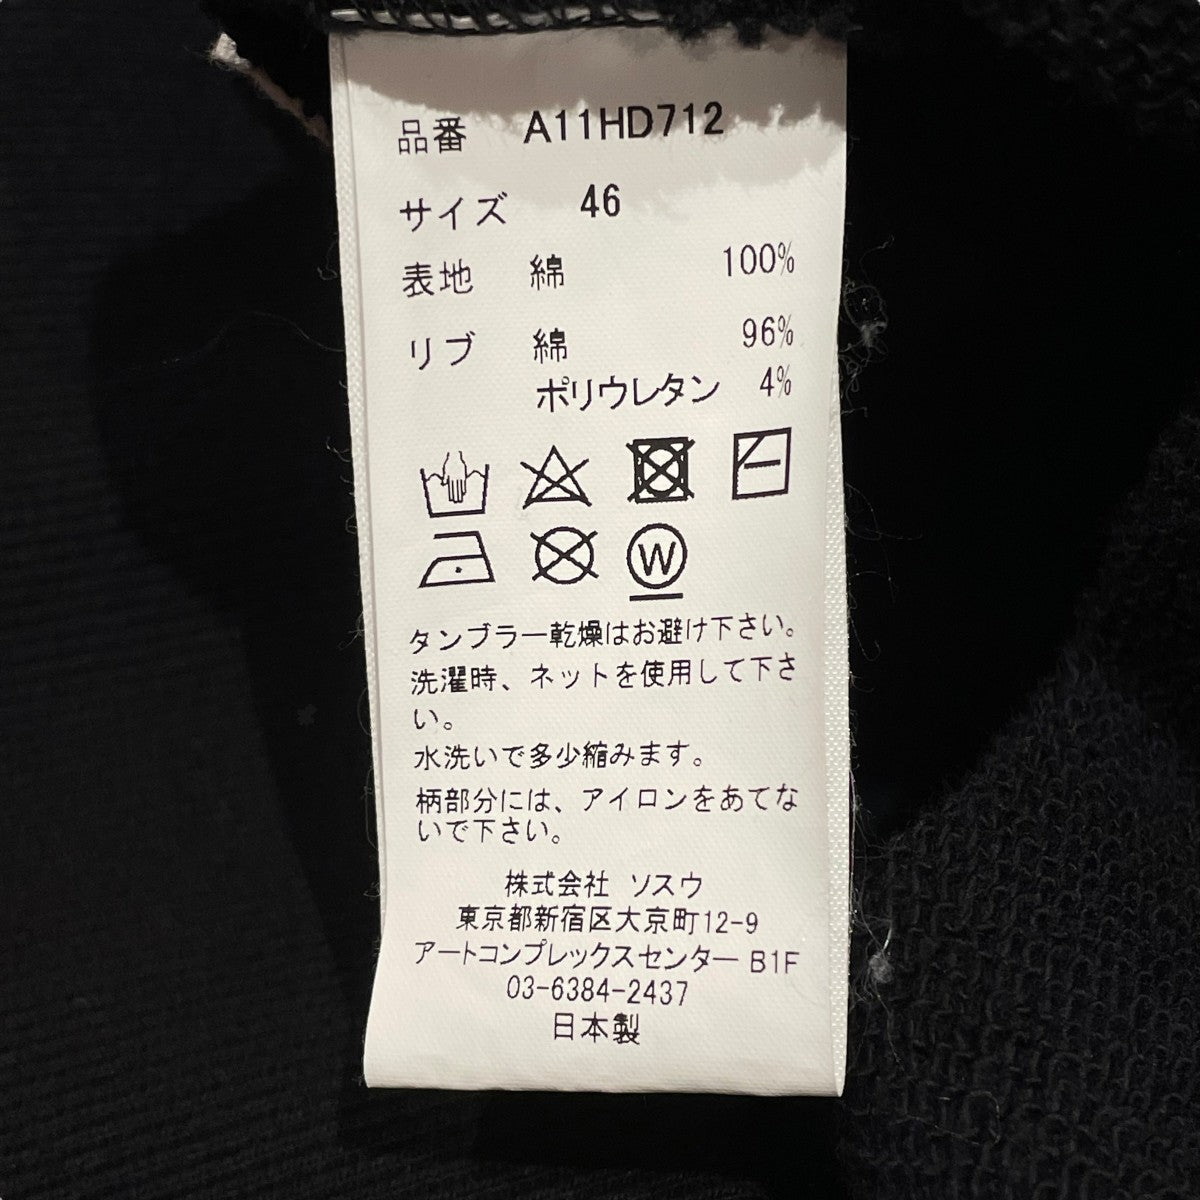 品番 A11HD712
サイズ 46
表地 綿 100%
リブ 綿 96%
ポリウレタン 4%
W
タンブラー乾燥はお避け下さい。
洗濯時、ネットを使用して下さ
い。
水洗いで多少縮みます。
柄部分には、アイロンをあてな
いで下さい。
株式会社 ソスウ
東京都新宿区大京町12-9
アートコンプレックスセンター B1F
03-6384-2437
日本製